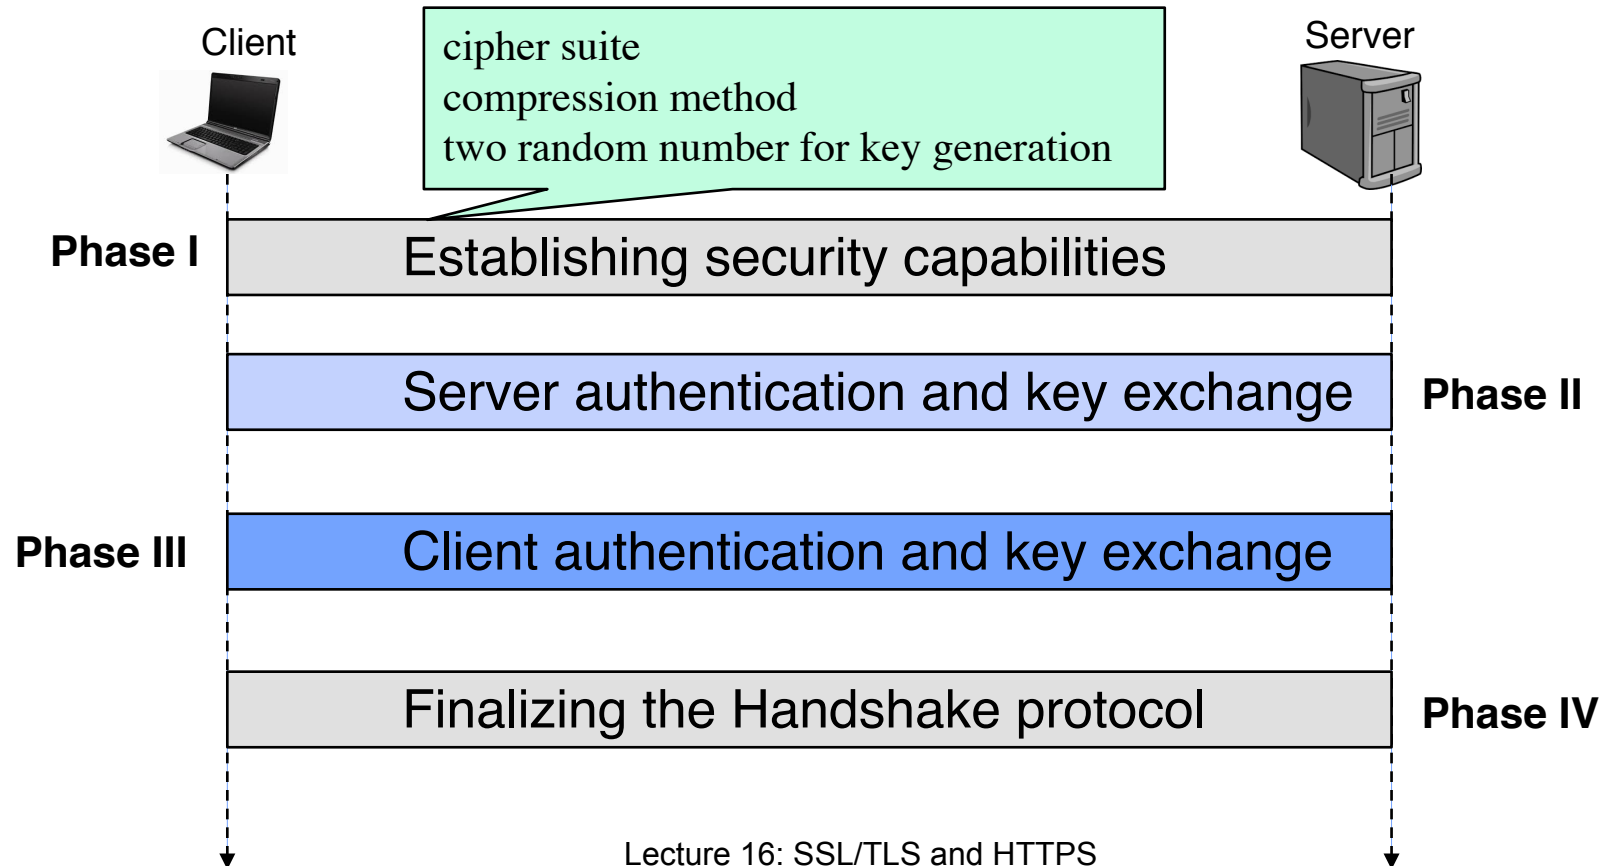 Client
cipher suite
compression method
two random number for key generation
Server
Phase I
Establishing security capabilities
Server authentication and key exchange
Phase II
Phase III
Client authentication and key exchange
Finalizing the Handshake protocol
Phase IV
Lecture 16: SSL/TLS and HTTPS